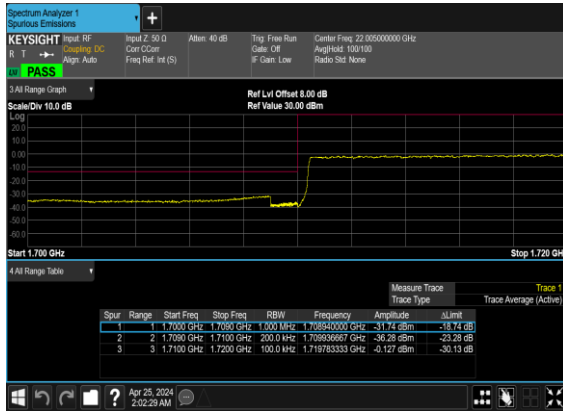 Spectrum Analyzer 1
Spurious Emissions
KEYSIGHT Input: RF Input Z: 50 Ω Atten: 40 dB Trig: Free Run Center Freq: 22.005000000 GHz
R T Coupling: DC Corr CCorr Gate: Off Avg|Hold: 100/100
Align: Auto Freq Ref: Int (S) IF Gain: Low Radio Std: None
PASS
3 All Range Graph
Ref Lvl Offset 8.00 dB
Scale/Div 10.0 dB Ref Value 30.00 dBm
Log
20.0
10.0
0.00
-10.0
-20.0
-30.0
-40.0
-50.0
-60.0
Start 1.700 GHz Stop 1.720 GH
4 All Range Table
Measure Trace Trace 1
Trace Type Trace Average (Active)
Spur Range Start Freq Stop Freq RBW Frequency Amplitude ΔLimit
1 1 1.7000 GHz 1.7090 GHz 1.000 MHz 1.708940000 GHz -31.74 dBm -18.74 dB
2 2 1.7090 GHz 1.7100 GHz 200.0 kHz 1.709936667 GHz -36.28 dBm -23.28 dB
3 3 1.7100 GHz 1.7200 GHz 100.0 kHz 1.719783333 GHz -0.127 dBm -30.13 dB
Apr 25, 2024
2:02:29 AM